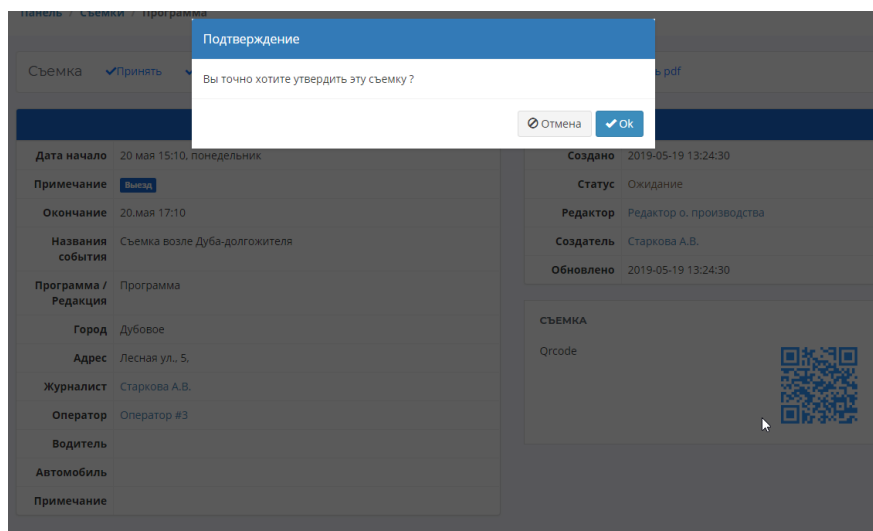 Панель / Съемки / Программа
Подтверждение
Вы точно хотите утвердить эту съемку ?
Отмена
Ok
Съемка Принять
pdf
Дата начало 20 мая 15:10, понедельник
Примечание Выезд
Окончание 20.мая 17:10
Названия события Съемка возле Дуба-долгожителя
Программа / Редакция Программа
Город Дубовое
Адрес Лесная ул., 5,
Журналист Старкова А.В.
Оператор Оператор #3
Водитель
Автомобиль
Примечание
Создано 2019-05-19 13:24:30
Статус Ожидание
Редактор Редактор о. производства
Создатель Старкова А.В.
Обновлено 2019-05-19 13:24:30
СЪЕМКА
Qrcode